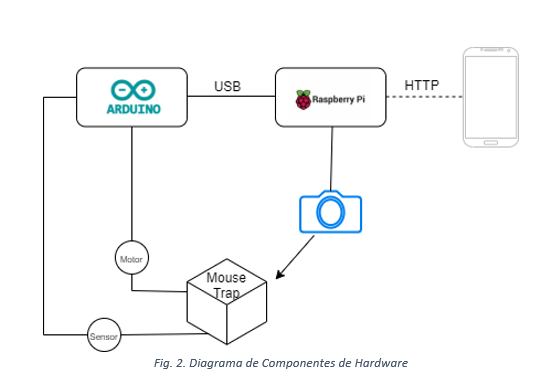 USB
HTTP
ARDUINO
Raspberry Pi
Motor
Mouse
Trap
Sensor
Fig. 2. Diagrama de Componentes de Hardware